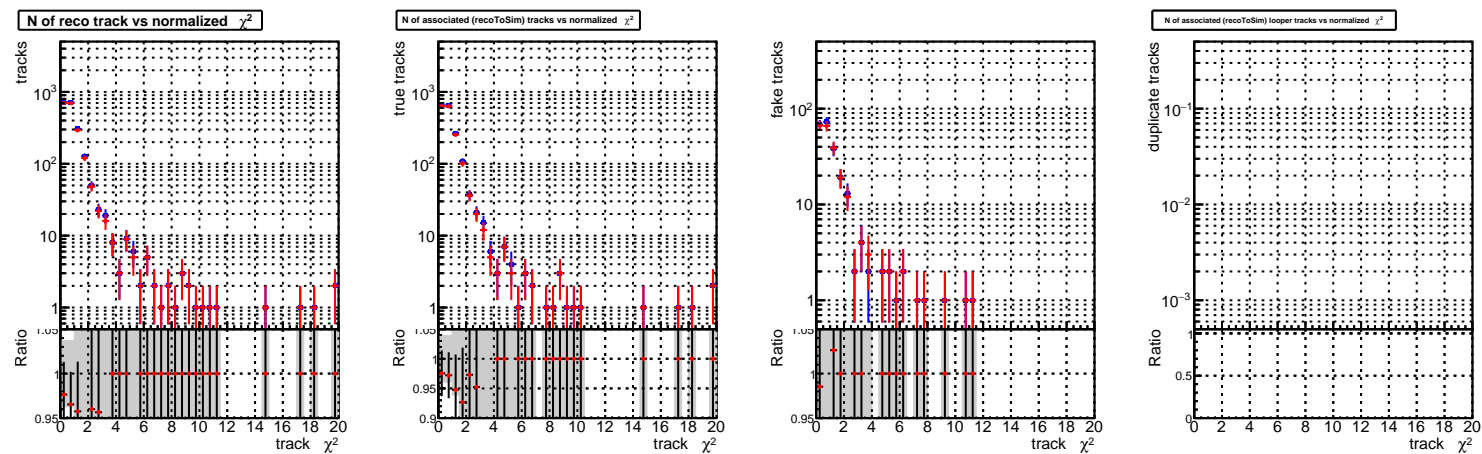 N of reco track vs normalized χ²
tracks
10³
10²
10
1
Ratio
1.05
1
0.95
0 2 4 6 8 10 12 14 16 18 20
track χ²
N of associated (recoToSim) tracks vs normalized χ²
true tracks
10³
10²
10
1
Ratio
1.05
1
0.95
0.9
0 2 4 6 8 10 12 14 16 18 20
track χ²
fake tracks
10²
10
1
Ratio
1.05
1
0.95
0 2 4 6 8 10 12 14 16 18 20
track χ²
N of associated (recoToSim) looper tracks vs normalized χ²
duplicate tracks
10⁻¹
10⁻²
10⁻³
Ratio
1
0.5
0
0 2 4 6 8 10 12 14 16 18 20
track χ²